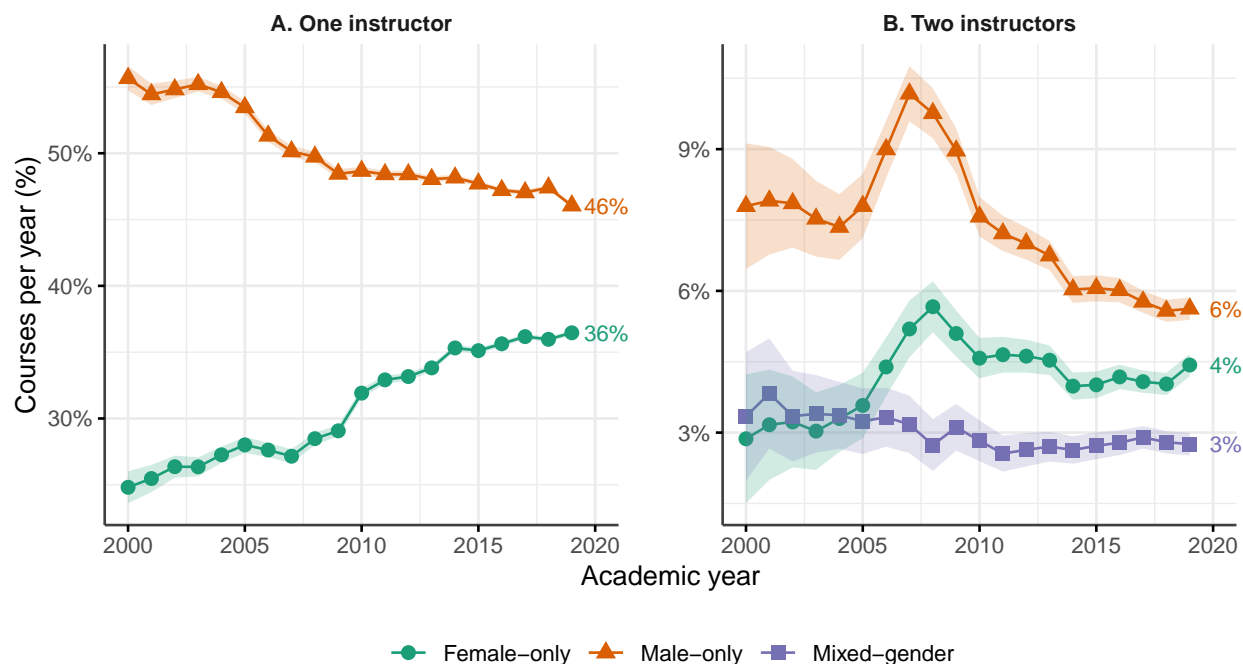 A. One instructor
B. Two instructors
Courses per year (%)
50%
40%
30%
46%
36%
2000 2005 2010 2015 2020
9%
6%
3%
6%
4%
3%
2000 2005 2010 2015 2020
Academic year
Female−only Male−only Mixed−gender